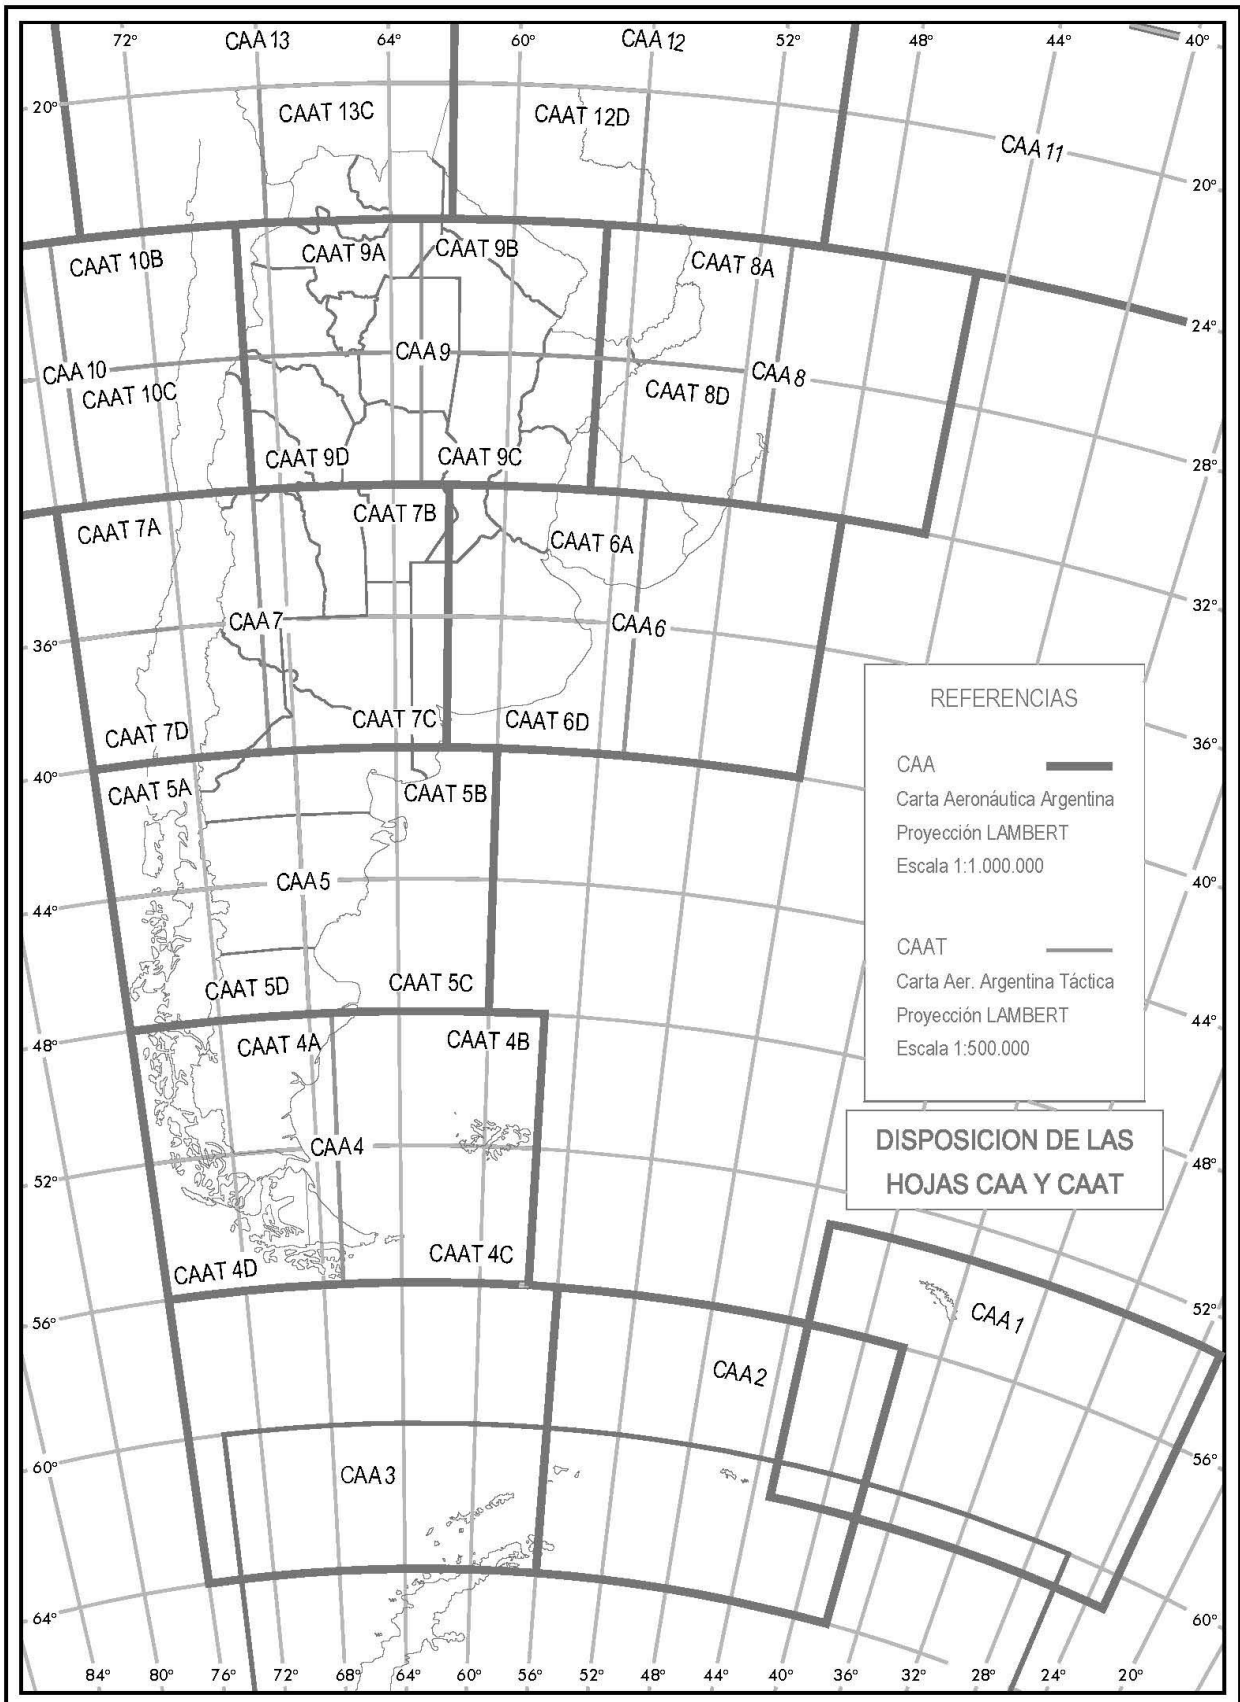 72°
CAA 13
64°
60°
CAA 12
52°
48°
44°
40°
20°
CAAT 13C
CAAT 12D
CAA 11
20°
CAAT 10B
CAAT 9A
CAAT 9B
CAAT 8A
24°
CAA 10
CAAT 10C
CAA 9
CAA 8
CAAT 8D
CAAT 9D
CAAT 9C
28°
CAAT 7A
CAAT 7B
CAAT 6A
32°
CAA 7
CAA 6
36°
CAAT 7D
CAAT 7C
CAAT 6D
36°
REFERENCIAS
CAA
Carta Aeronáutica Argentina
Proyección LAMBERT
Escala 1:1.000.000
CAAT
Carta Aer. Argentina Táctica
Proyección LAMBERT
Escala 1:500.000
40°
CAAT 5A
CAAT 5B
40°
CAA 5
44°
CAAT 5D
CAAT 5C
44°
48°
CAAT 4A
CAAT 4B
DISPOSICION DE LAS
HOJAS CAA Y CAAT
CAA 4
48°
52°
CAAT 4D
CAAT 4C
52°
56°
CAA 1
CAA 2
56°
60°
CAA 3
64°
60°
84°
80°
76°
72°
68°
64°
60°
56°
52°
48°
44°
40°
36°
32°
28°
24°
20°